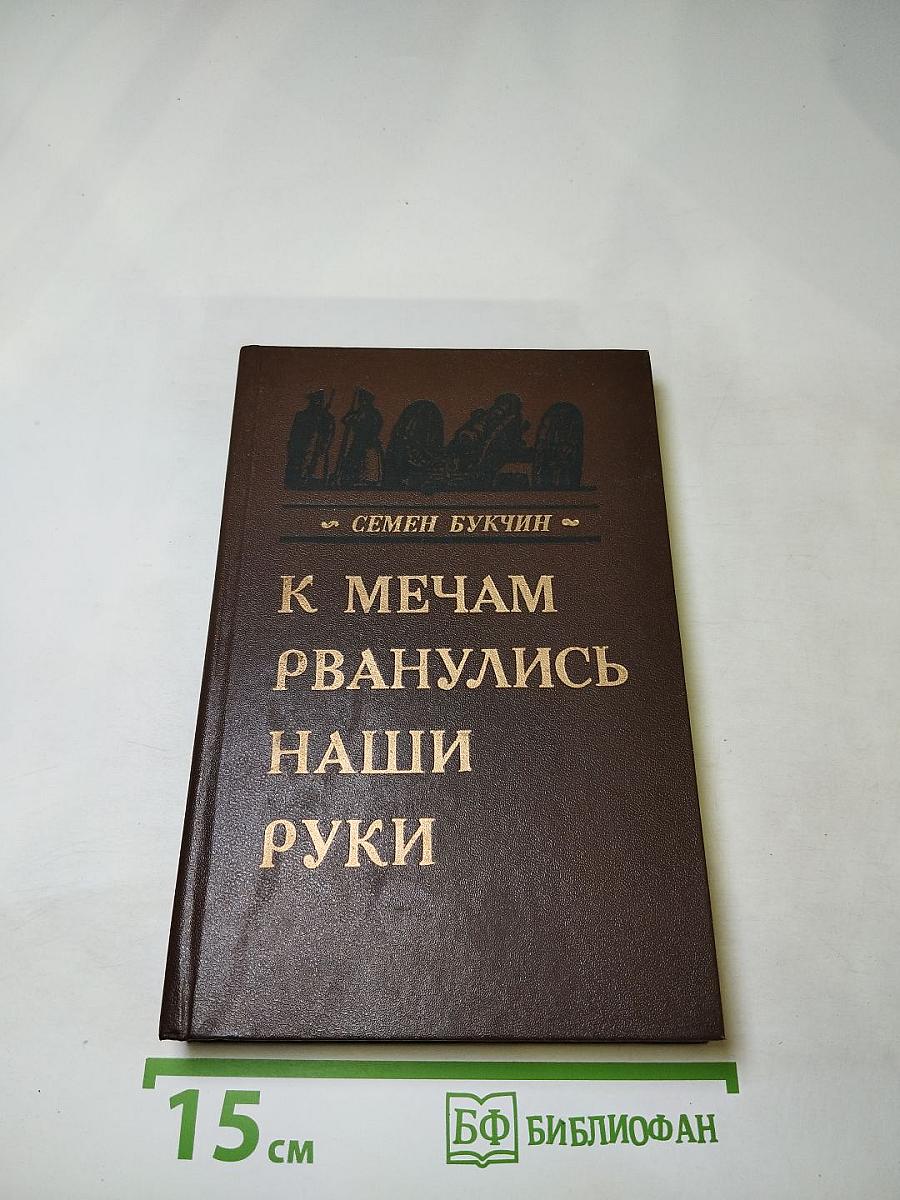 СЕМЕН БУКЧИН
К МЕЧАМ
РВАНУЛИСЬ
НАШИ
РУКИ
15 см
БФ БИБЛИОФАН